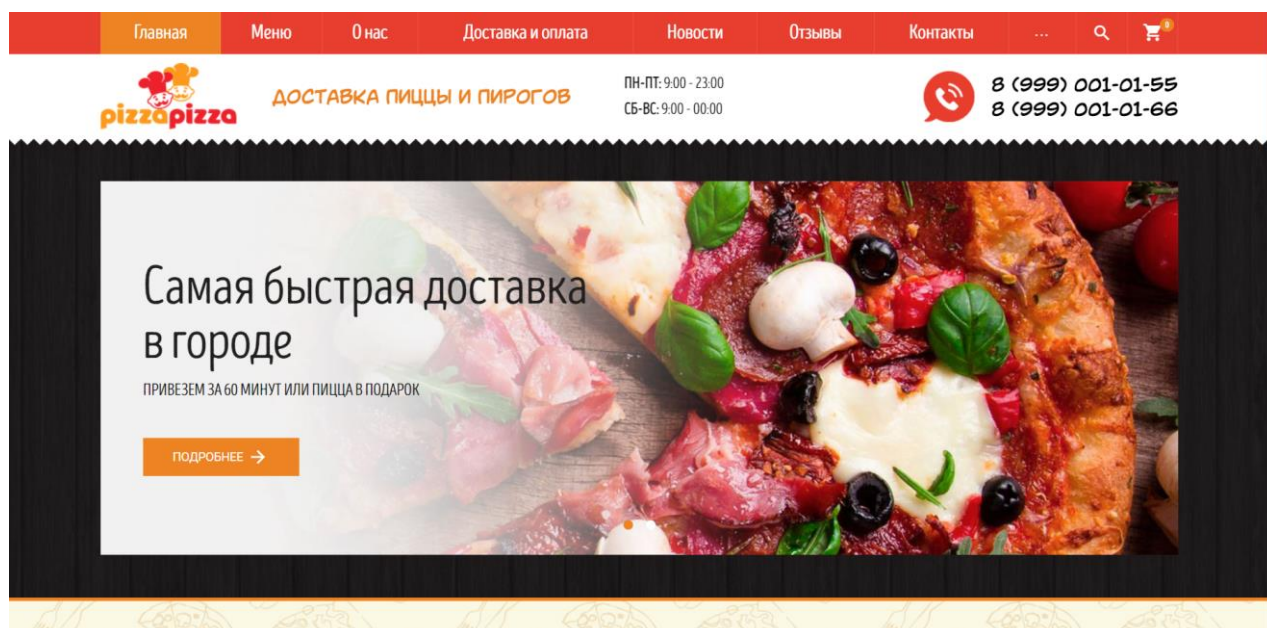 Главная Меню О нас Доставка и оплата Новости Отзывы Контакты ... 0
pizzapizza
ДОСТАВКА ПИЦЦЫ И ПИРОГОВ
ПН-ПТ: 9:00 - 23:00
СБ-ВС: 9:00 - 00:00
8 (999) 001-01-55
8 (999) 001-01-66
Самая быстрая доставка
в городе
ПРИВЕЗЕМ ЗА 60 МИНУТ ИЛИ ПИЦЦА В ПОДАРОК
ПОДРОБНЕЕ →